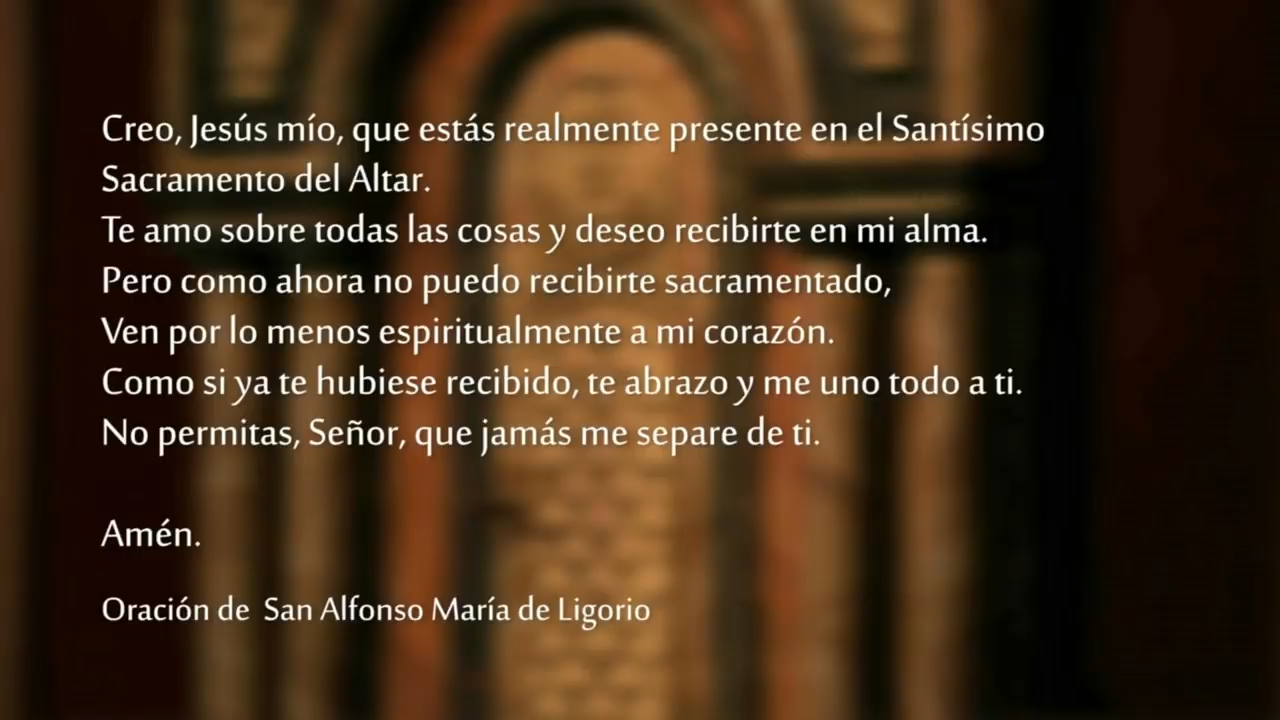 Creo, Jesús mío, que estás realmente presente en el Santísimo
Sacramento del Altar.
Te amo sobre todas las cosas y deseo recibirte en mi alma.
Pero como ahora no puedo recibirte sacramentado,
Ven por lo menos espiritualmente a mi corazón.
Como si ya te hubiese recibido, te abrazo y me uno todo a ti.
No permitas, Señor, que jamás me separe de ti.
Amén.
Oración de  San Alfonso María de Ligorio